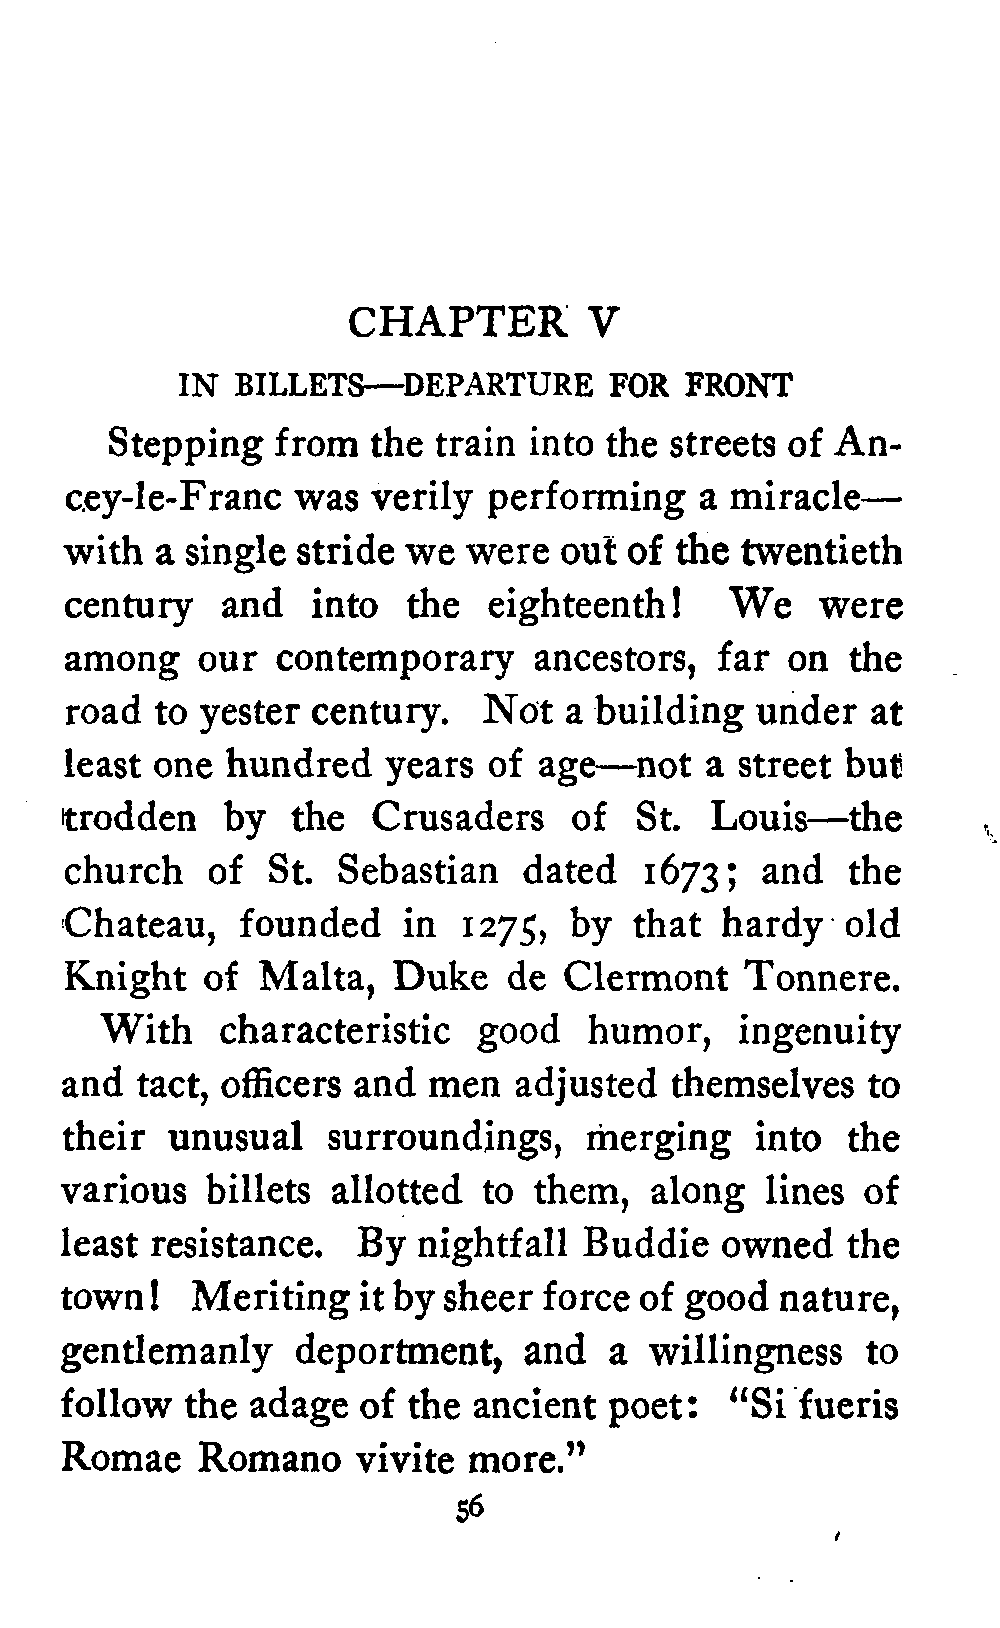 CHAPTER V
IN BILLETS—DEPARTURE FOR FRONT
Stepping from the train into the streets of An-
cey-le-Franc was verily performing a miracle—
with a single stride we were out of the twentieth
century and into the eighteenth! We were
among our contemporary ancestors, far on the
road to yester century. Not a building under at
least one hundred years of age—not a street but
trodden by the Crusaders of St. Louis—the
church of St. Sebastian dated 1673; and the
Chateau, founded in 1275, by that hardy old
Knight of Malta, Duke de Clermont Tonnere.
With characteristic good humor, ingenuity
and tact, officers and men adjusted themselves to
their unusual surroundings, merging into the
various billets allotted to them, along lines of
least resistance. By nightfall Buddie owned the
town! Meriting it by sheer force of good nature,
gentlemanly deportment, and a willingness to
follow the adage of the ancient poet: "Si fueris
Romae Romano vivite more."
56